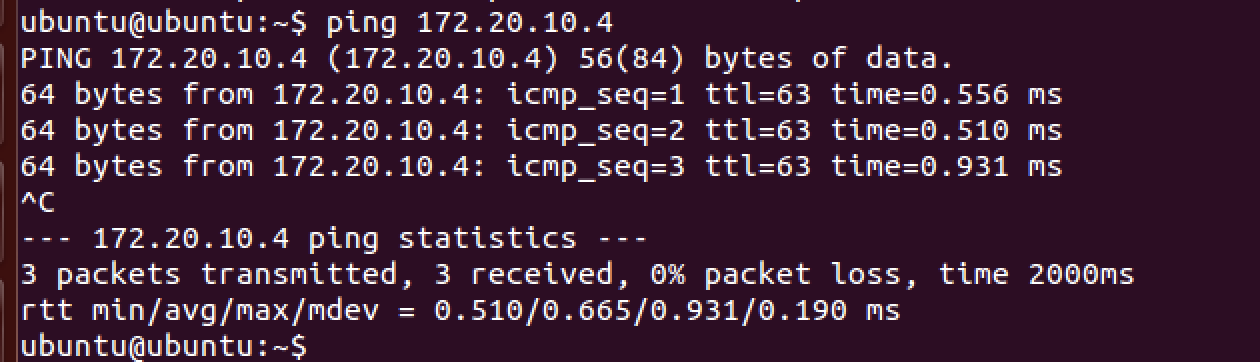 ubuntu@ubuntu:~$ ping 172.20.10.4
PING 172.20.10.4 (172.20.10.4) 56(84) bytes of data.
64 bytes from 172.20.10.4: icmp_seq=1 ttl=63 time=0.556 ms
64 bytes from 172.20.10.4: icmp_seq=2 ttl=63 time=0.510 ms
64 bytes from 172.20.10.4: icmp_seq=3 ttl=63 time=0.931 ms
^C
--- 172.20.10.4 ping statistics ---
3 packets transmitted, 3 received, 0% packet loss, time 2000ms
rtt min/avg/max/mdev = 0.510/0.665/0.931/0.190 ms
ubuntu@ubuntu:~$